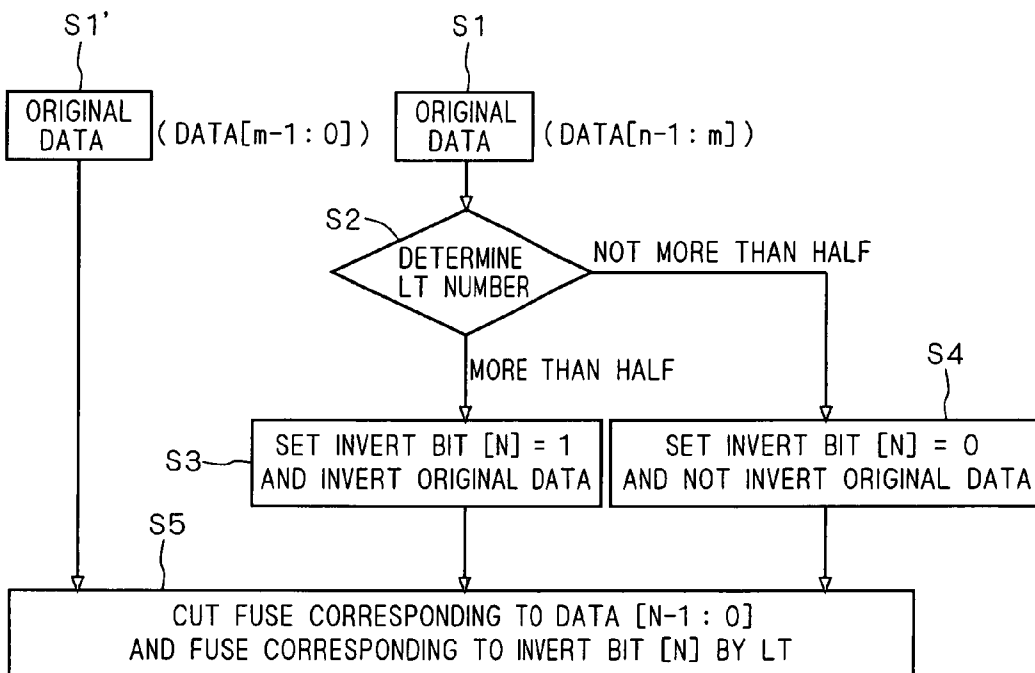 S1'
S1
ORIGINAL
DATA
(DATA[m-1:0])
ORIGINAL
DATA
(DATA[n-1:m])
S2
DETERMINE
LT NUMBER
NOT MORE THAN HALF
MORE THAN HALF
S4
S3
SET INVERT BIT [N] = 1
AND INVERT ORIGINAL DATA
SET INVERT BIT [N] = 0
AND NOT INVERT ORIGINAL DATA
S5
CUT FUSE CORRESPONDING TO DATA [N-1:0]
AND FUSE CORRESPONDING TO INVERT BIT [N] BY LT